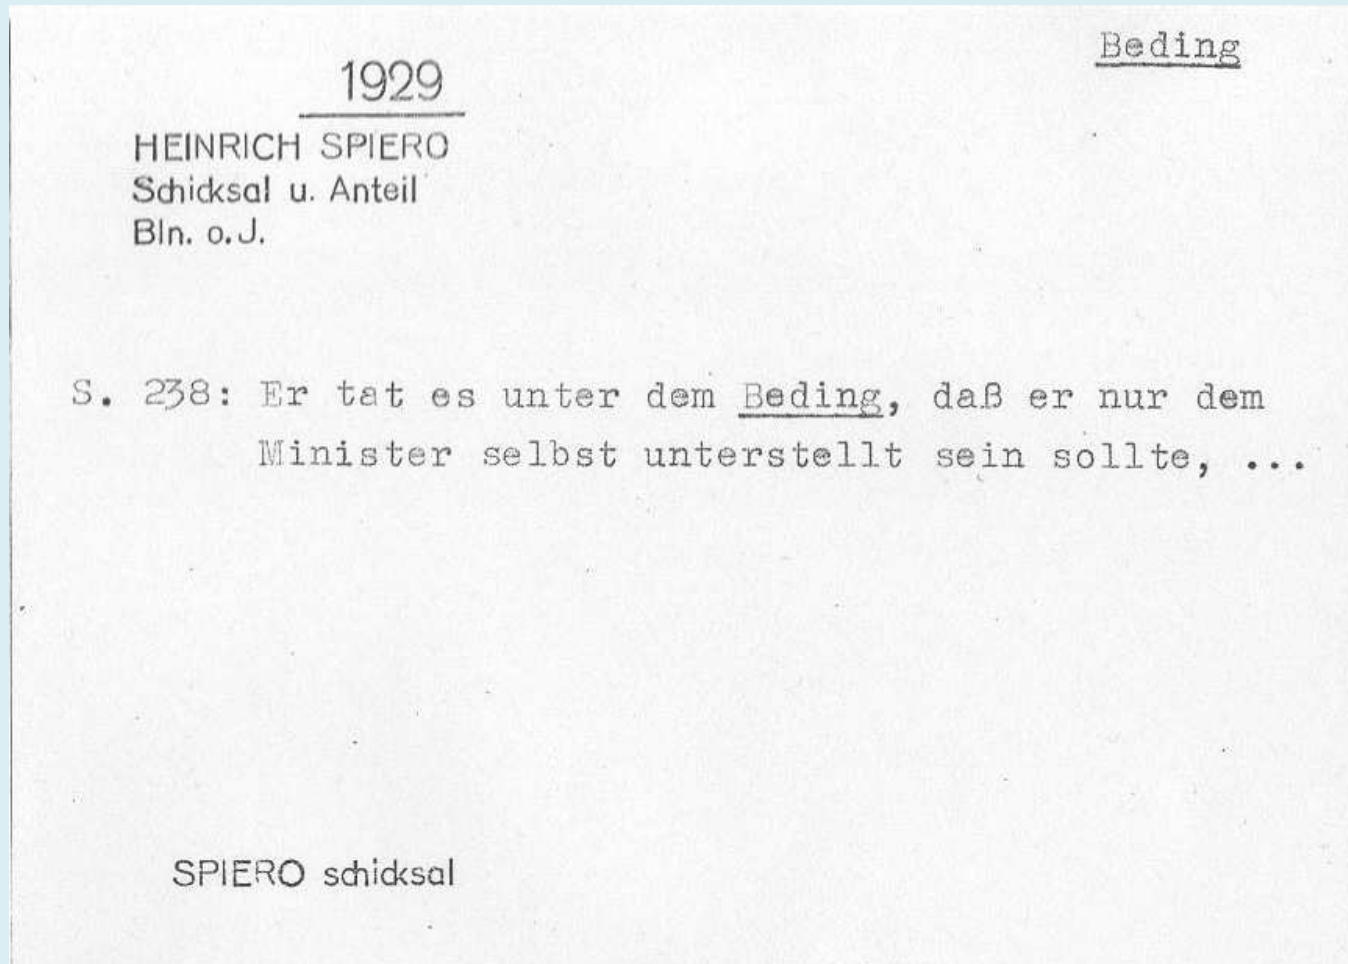 Beding
1929
HEINRICH SPIERO
Schicksal u. Anteil
Bln. o.J.
S. 238: Er tat es unter dem Beding, daß er nur dem
Minister selbst unterstellt sein sollte, ...
SPIERO schicksal